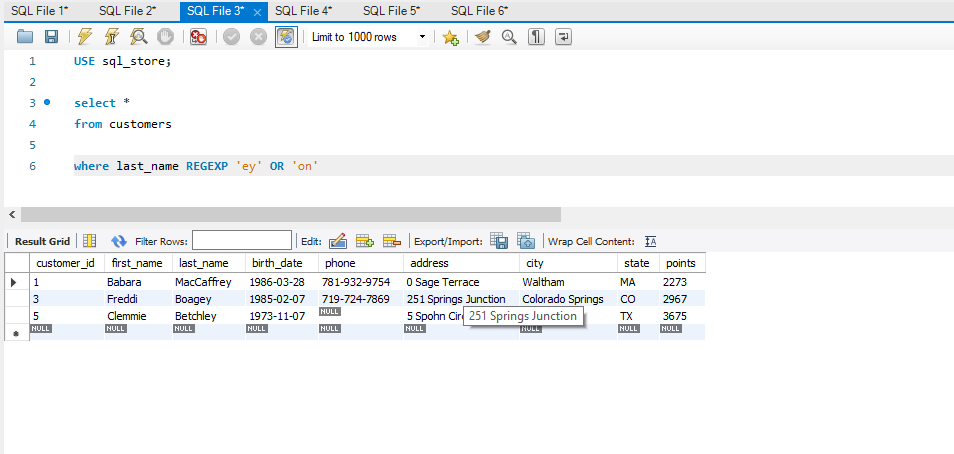 SQL File 1* SQL File 2* SQL File 3* SQL File 4* SQL File 5* SQL File 6*
Limit to 1000 rows
1 USE sql_store;
2
3 select *
4 from customers
5
6 where last_name REGEXP 'ey' OR 'on'
Result Grid Filter Rows: Edit: Export/Import: Wrap Cell Content:
customer_id first_name last_name birth_date phone address city state points
1 Babara MacCaffrey 1986-03-28 781-932-9754 0 Sage Terrace Waltham MA 2273
3 Freddi Boagey 1985-02-07 719-724-7869 251 Springs Junction Colorado Springs CO 2967
5 Clemmie Betchley 1973-11-07 NULL 5 Spohn TX 3675
251 Springs Junction
NULL NULL NULL NULL NULL NULL NULL NULL NULL